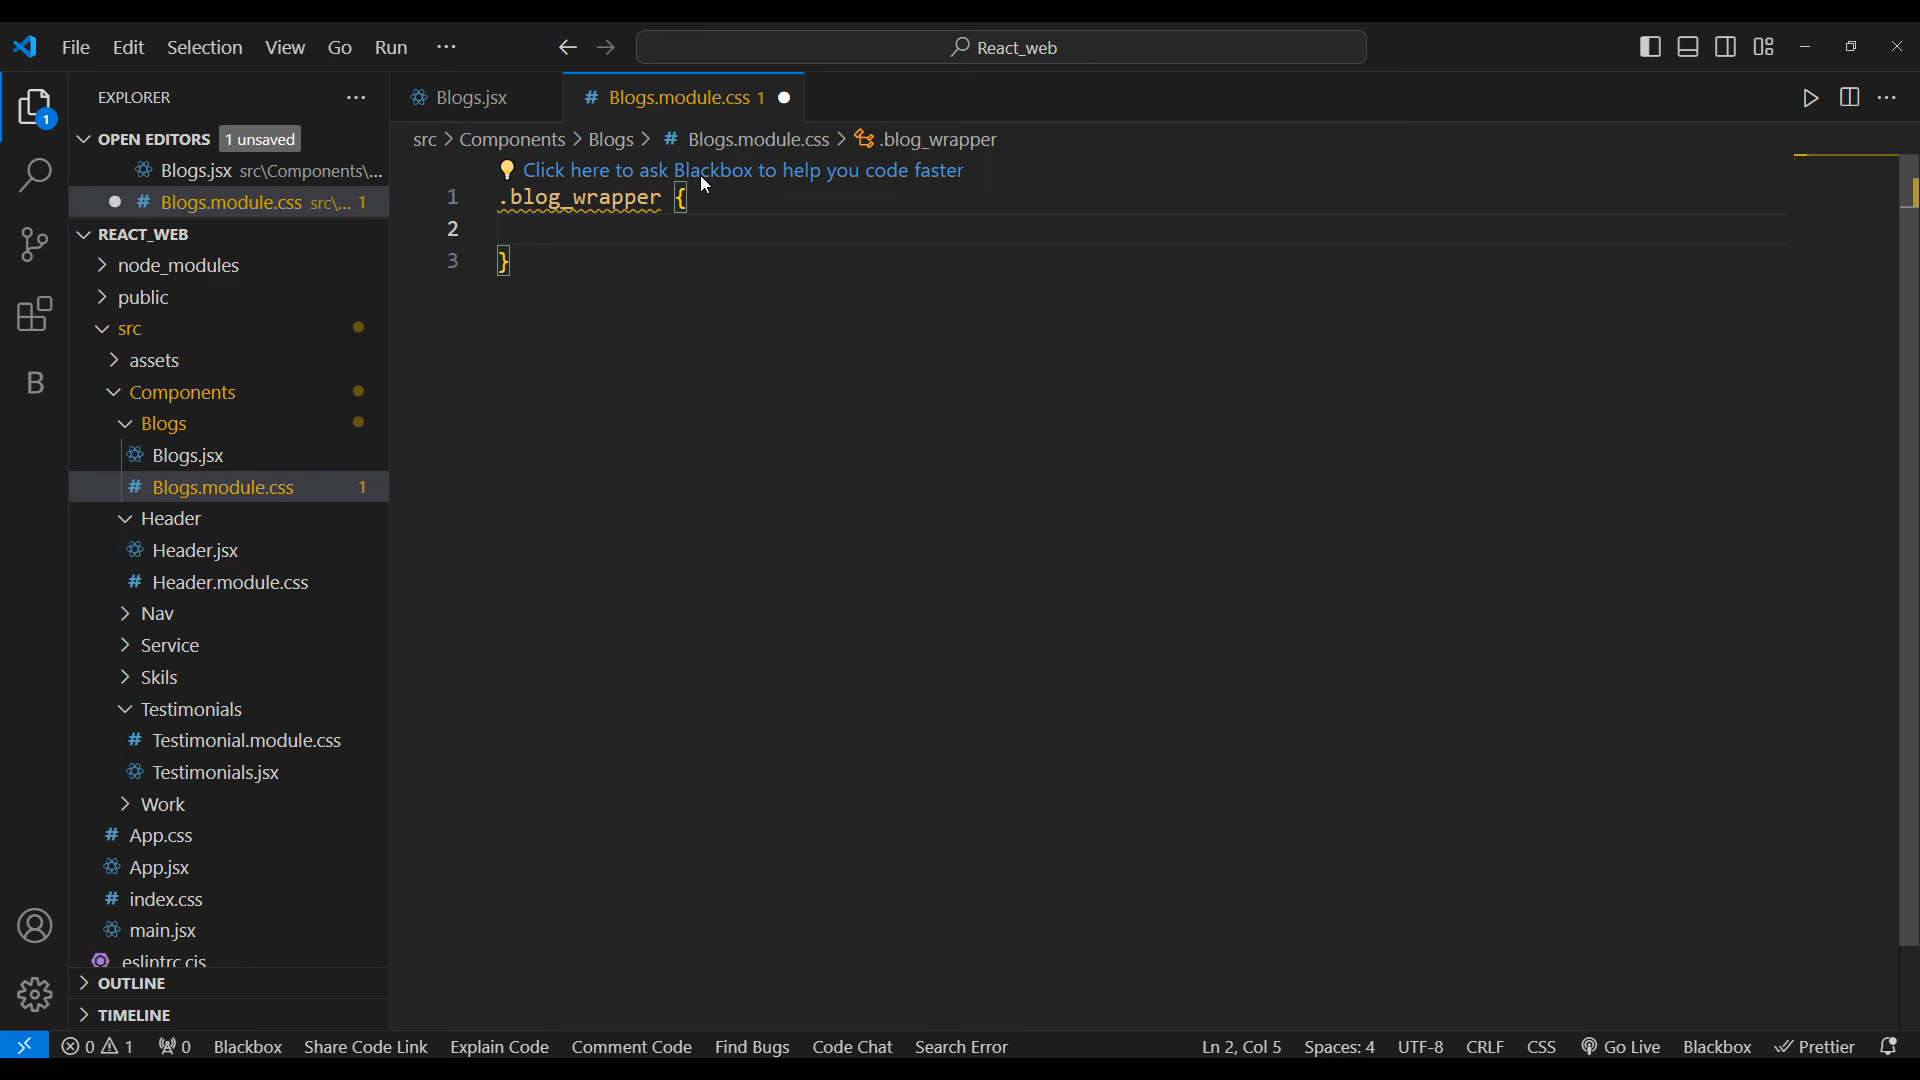 File Edit Selection View Go Run ···
React_web
EXPLORER ···
OPEN EDITORS 1 unsaved
Blogs.jsx src\Components\...
# Blogs.module.css src\... 1
REACT_WEB
node_modules
public
src
assets
Components
Blogs
Blogs.jsx
# Blogs.module.css 1
Header
Header.jsx
# Header.module.css
Nav
Service
Skils
Testimonials
# Testimonial.module.css
Testimonials.jsx
Work
# App.css
App.jsx
# index.css
main.jsx
eslintrc.cjs
OUTLINE
TIMELINE
1
B
Blogs.jsx # Blogs.module.css 1
src > Components > Blogs > # Blogs.module.css > .blog_wrapper
Click here to ask Blackbox to help you code faster
1 .blog_wrapper {
2
3 }
0 1 0 Blackbox Share Code Link Explain Code Comment Code Find Bugs Code Chat Search Error Ln 2, Col 5 Spaces: 4 UTF-8 CRLF CSS Go Live Blackbox Prettier